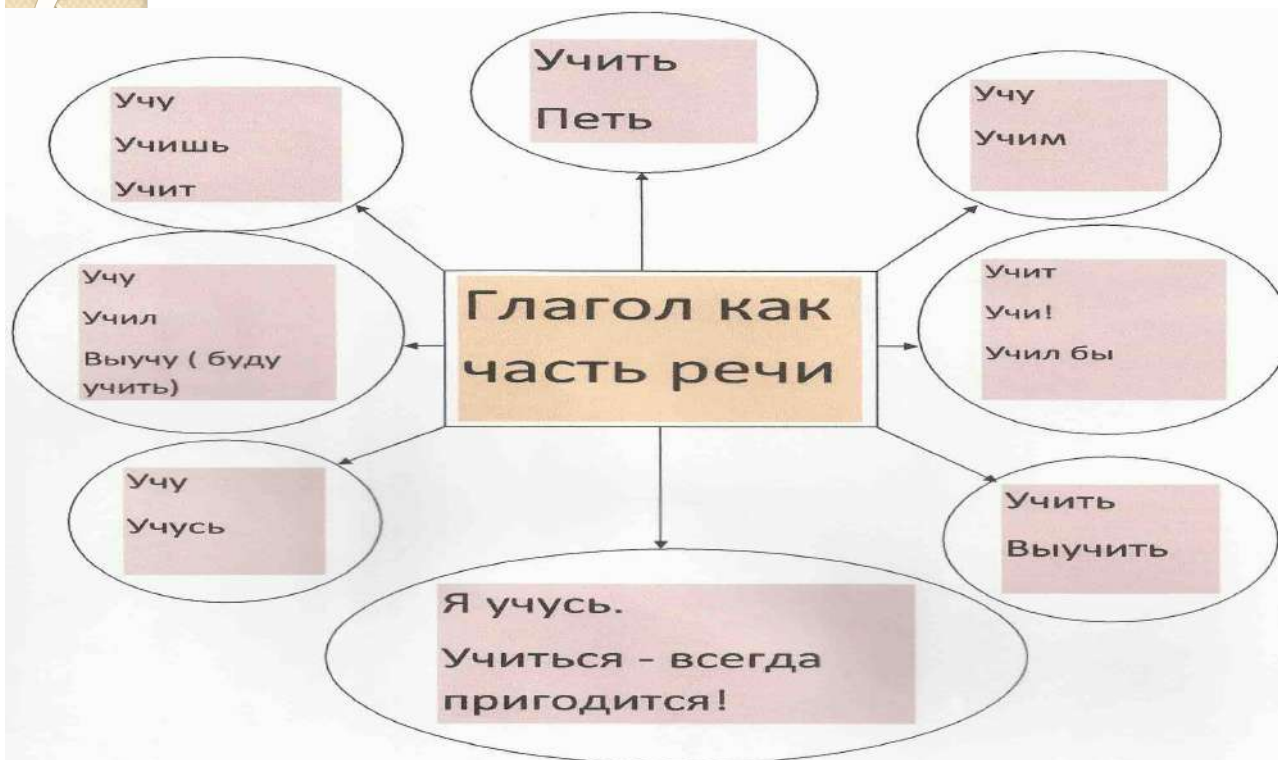 Учить
Петь
Учу
Учишь
Учит
Учу
Учим
Учу
Учил
Выучу ( буду
учить)
Глагол как
часть речи
Учит
Учи!
Учил бы
Учу
Учусь
Учить
Выучить
Я учусь.
Учиться - всегда
пригодится!